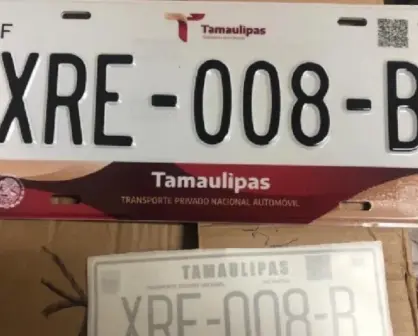 F
Tamaulipas
XRE-008-B
Tamaulipas
TRANSPORTE PRIVADO NACIONAL AUTOMÓVIL
TAMAULIPAS
XRE-008-B